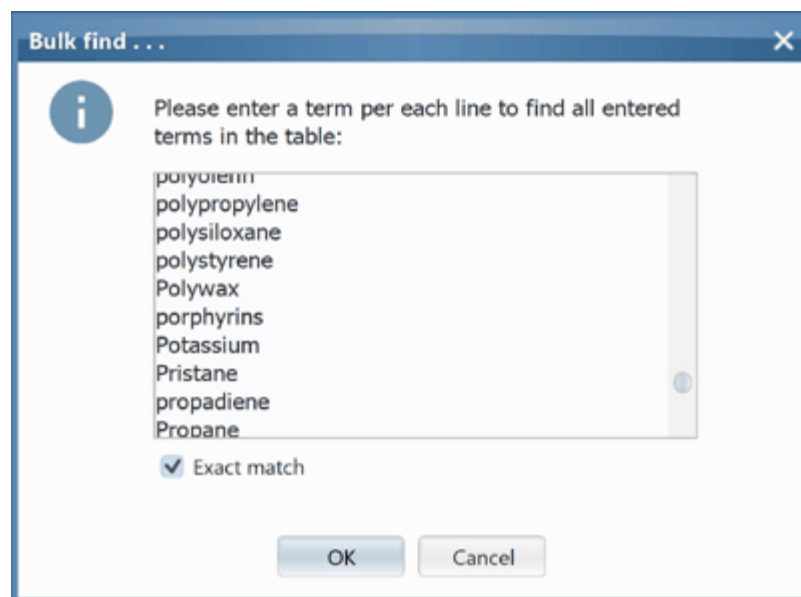 Bulk find . . .
Please enter a term per each line to find all entered
terms in the table:
polyolefin
polypropylene
polysiloxane
polystyrene
Polywax
porphyrins
Potassium
Pristane
propadiene
Propane
Exact match
OK
Cancel